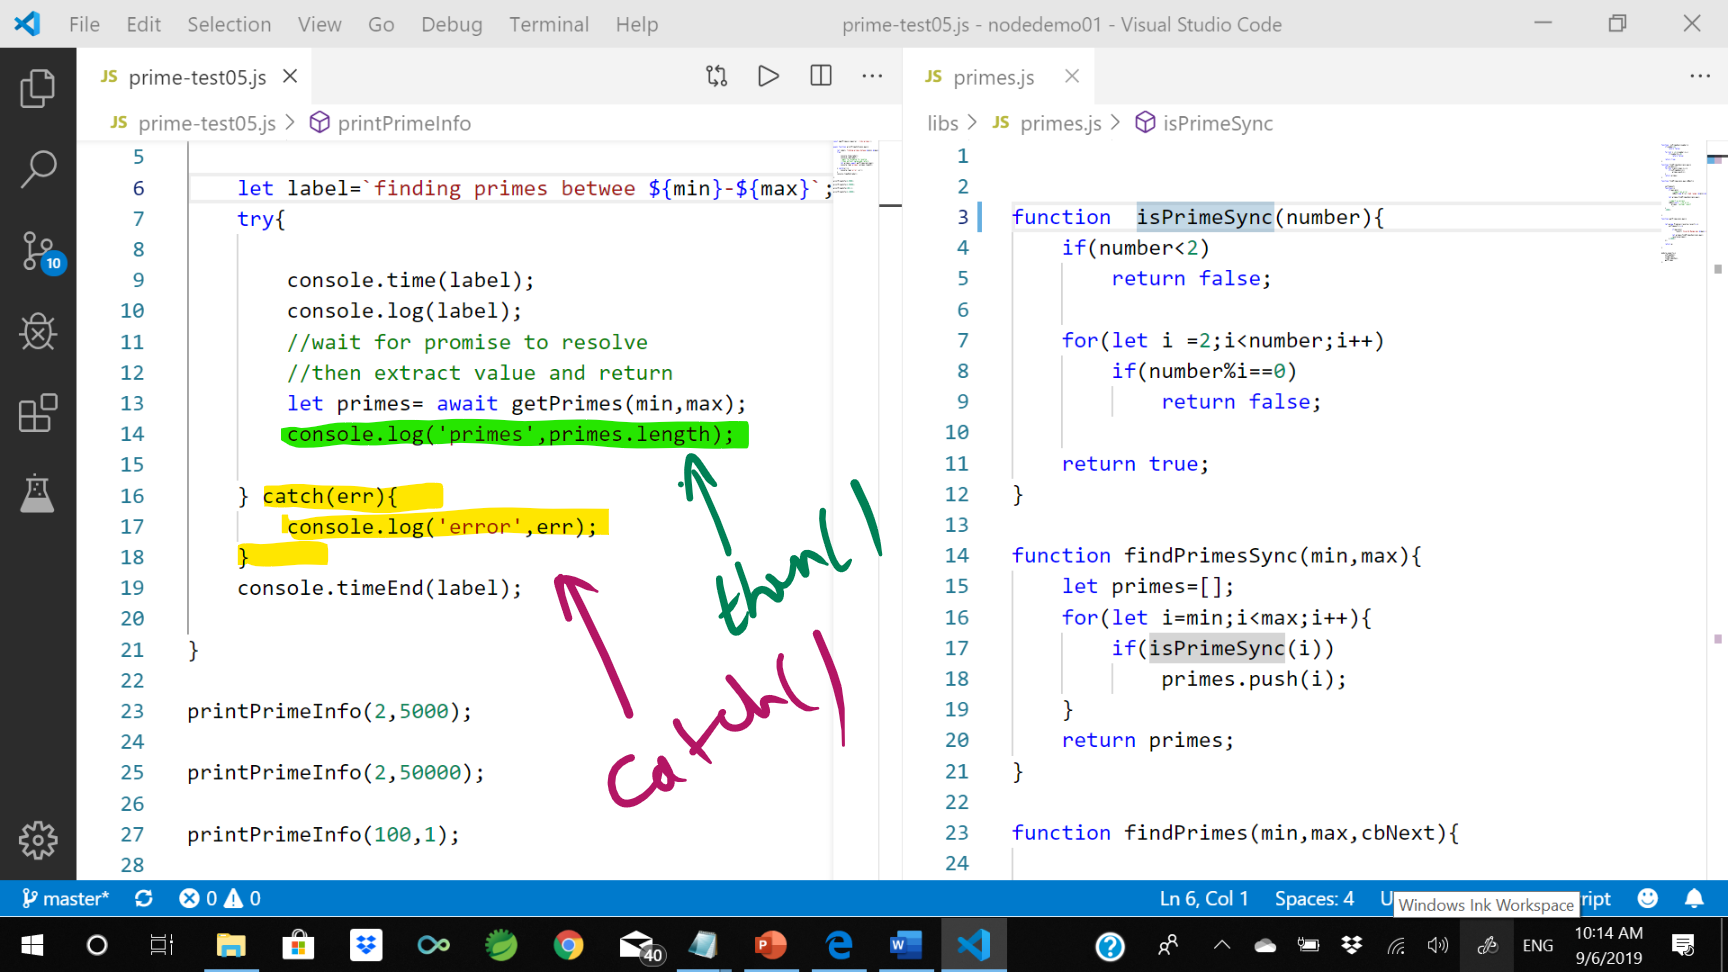 File Edit Selection View Go Debug Terminal Help
prime-test05.js - nodedemo01 - Visual Studio Code
JS prime-test05.js
JS prime-test05.js > printPrimeInfo
5
6 let label=`finding primes betwee ${min}-${max}`;
7 try{
8
9 console.time(label);
10 console.log(label);
11 //wait for promise to resolve
12 //then extract value and return
13 let primes= await getPrimes(min,max);
14 console.log('primes',primes.length);
15
16 } catch(err){
17 console.log('error',err);
18 }
19 console.timeEnd(label);
20
21 }
22
23 printPrimeInfo(2,5000);
24
25 printPrimeInfo(2,50000);
26
27 printPrimeInfo(100,1);
28
then()
catch()
JS primes.js
libs > JS primes.js > isPrimeSync
1
2
3 function  isPrimeSync(number){
4 if(number<2)
5 return false;
6
7 for(let i =2;i<number;i++)
8 if(number%i==0)
9 return false;
10
11 return true;
12 }
13
14 function findPrimesSync(min,max){
15 let primes=[];
16 for(let i=min;i<max;i++){
17 if(isPrimeSync(i))
18 primes.push(i);
19 }
20 return primes;
21 }
22
23 function findPrimes(min,max,cbNext){
24
10
master* 0 0
Ln 6, Col 1 Spaces: 4 U ript
Windows Ink Workspace
40
ENG
10:14 AM
9/6/2019